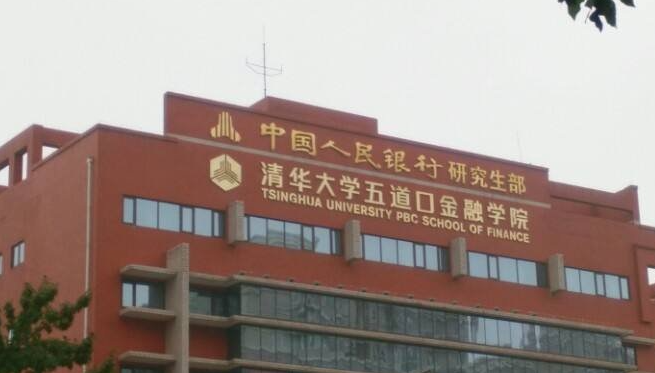 中国人民银行研究生部
清华大学五道口金融学院
TSINGHUA UNIVERSITY PBC SCHOOL OF FINANCE